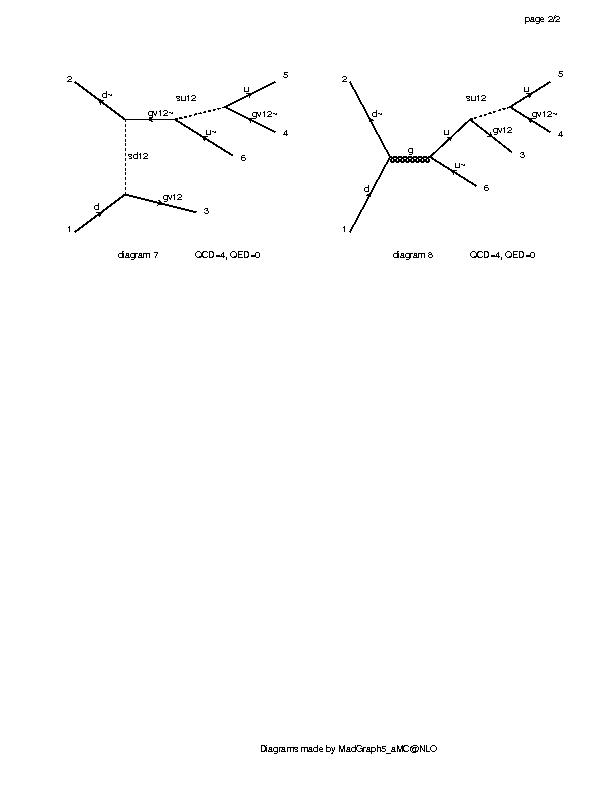 page 2/2
2
d~
gv12~
su12
u
5
gv12~
4
u~
6
sd12
d
gv12
3
1
diagram 7 QCD=4, QED=0
2
d~
g
u
su12
u
5
gv12~
4
gv12
3
u~
6
d
1
diagram 8 QCD=4, QED=0
Diagrams made by MadGraph5_aMC@NLO